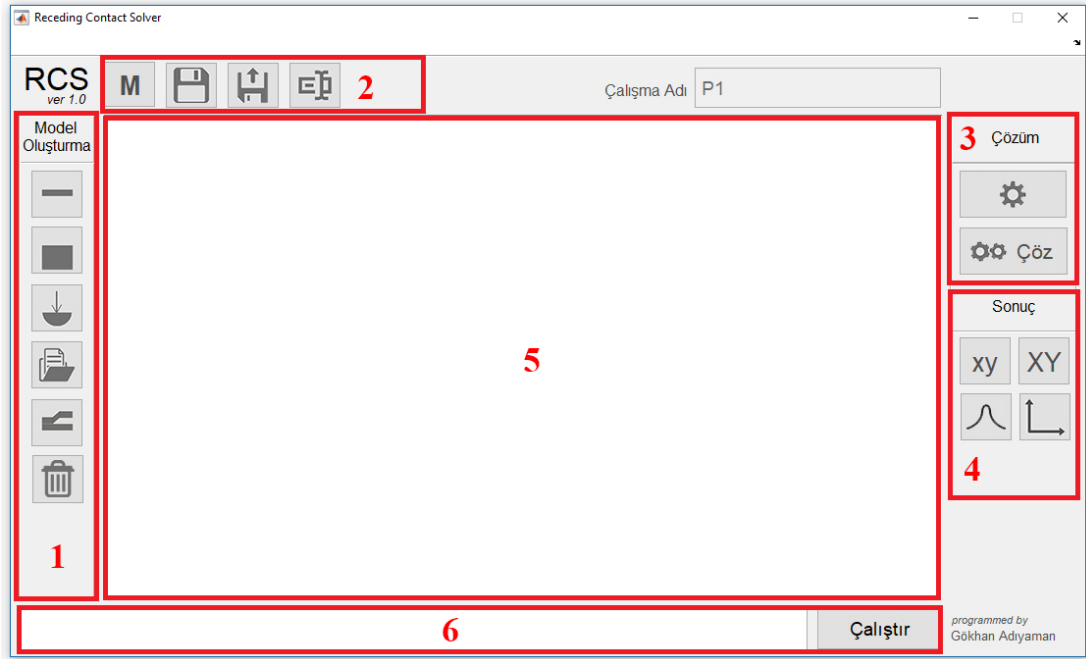 Receding Contact Solver
RCS
ver 1.0
M
2
Çalışma Adı
P1
Model
Oluşturma
1
3
Çözüm
Çöz
Sonuç
xy
XY
4
5
6
Çalıştır
programmed by
Gökhan Adıyaman